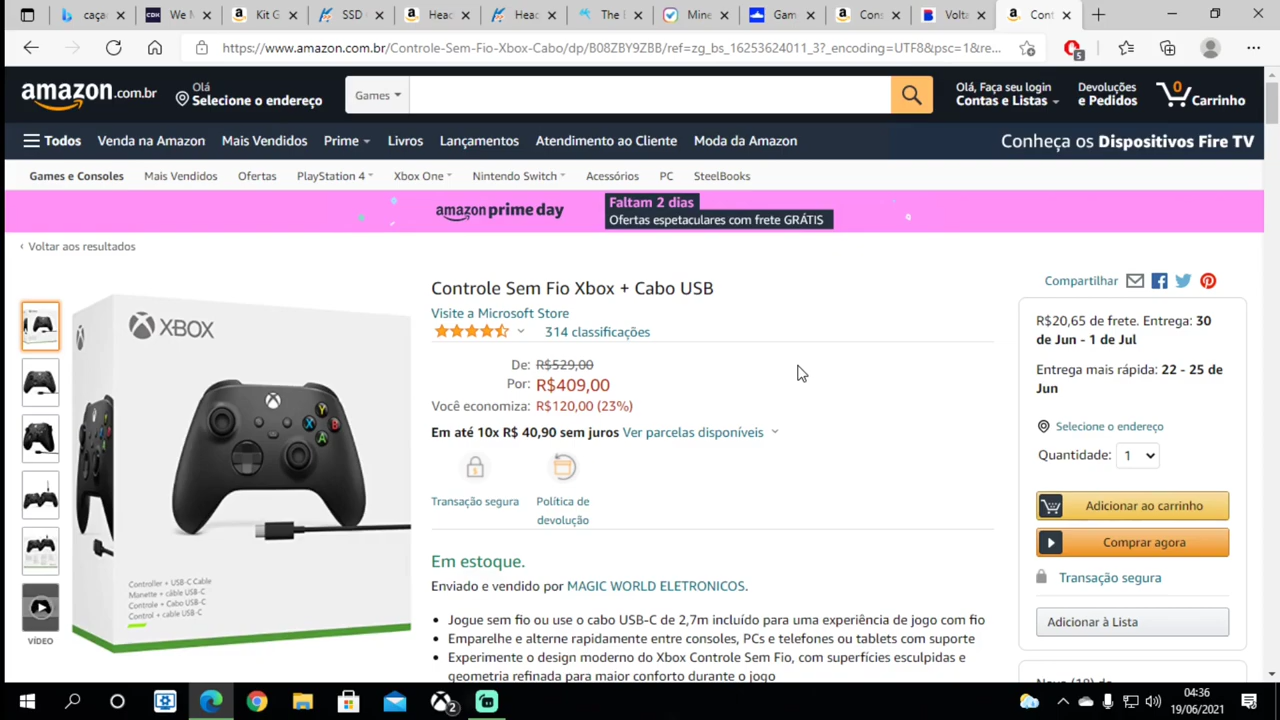 caçar
We M
Kit G
SSD
Head
Head
The E
Mine
Gam
Cons
Volta
Cont
https://www.amazon.com.br/Controle-Sem-Fio-Xbox-Cabo/dp/B08ZBY9ZBB/ref=zg_bs_16253624011_3?_encoding=UTF8&psc=1&re...
5
amazon.com.br
Olá
Selecione o endereço
Games
Olá, Faça seu login
Contas e Listas
Devoluções
e Pedidos
0
Carrinho
Todos
Venda na Amazon
Mais Vendidos
Prime
Livros
Lançamentos
Atendimento ao Cliente
Moda da Amazon
Conheça os Dispositivos Fire TV
Games e Consoles
Mais Vendidos
Ofertas
PlayStation 4
Xbox One
Nintendo Switch
Acessórios
PC
SteelBooks
amazon prime day
Faltam 2 dias
Ofertas espetaculares com frete GRÁTIS
‹ Voltar aos resultados
XBOX
Y
X
B
A
Controller + USB-C Cable
Manette + câble USB-C
Controle + Cabo USB-C
Control + cable USB-C
VÍDEO
Controle Sem Fio Xbox + Cabo USB
Visite a Microsoft Store
314 classificações
De: R$529,00
Por: R$409,00
Você economiza: R$120,00 (23%)
Em até 10x R$ 40,90 sem juros Ver parcelas disponíveis
Transação segura
Política de
devolução
Em estoque.
Enviado e vendido por MAGIC WORLD ELETRONICOS.
• Jogue sem fio ou use o cabo USB-C de 2,7m incluído para uma experiência de jogo com fio
• Emparelhe e alterne rapidamente entre consoles, PCs e telefones ou tablets com suporte
• Experimente o design moderno do Xbox Controle Sem Fio, com superfícies esculpidas e
geometria refinada para maior conforto durante o jogo
Compartilhar
R$20,65 de frete. Entrega: 30
de Jun - 1 de Jul
Entrega mais rápida: 22 - 25 de
Jun
Selecione o endereço
Quantidade: 1
Adicionar ao carrinho
Comprar agora
Transação segura
Adicionar à Lista
2
04:36
19/06/2021